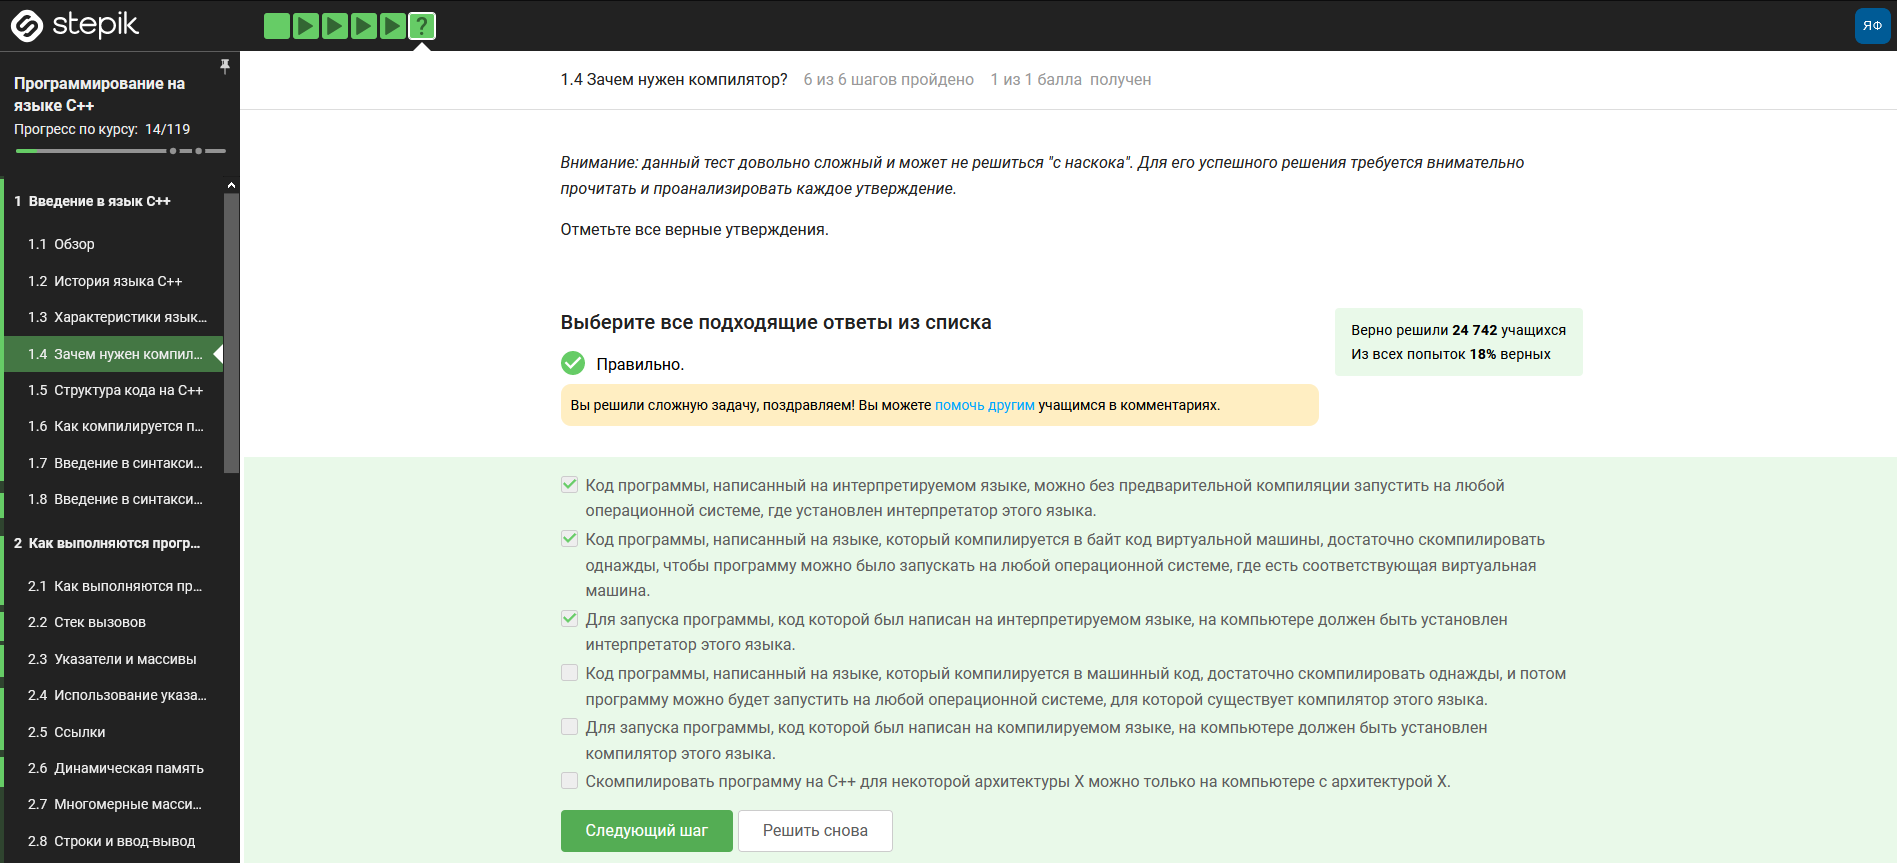 stepik
?
ЯФ
Программирование на
языке C++
Прогресс по курсу: 14/119
1 Введение в язык C++
1.1 Обзор
1.2 История языка C++
1.3 Характеристики язык...
1.4 Зачем нужен компил...
1.5 Структура кода на C++
1.6 Как компилируется п...
1.7 Введение в синтакси...
1.8 Введение в синтакси...
2 Как выполняются прогр...
2.1 Как выполняются пр...
2.2 Стек вызовов
2.3 Указатели и массивы
2.4 Использование указа...
2.5 Ссылки
2.6 Динамическая память
2.7 Многомерные масси...
2.8 Строки и ввод-вывод
1.4 Зачем нужен компилятор? 6 из 6 шагов пройдено 1 из 1 балла получен
Внимание: данный тест довольно сложный и может не решиться "с наскока". Для его успешного решения требуется внимательно
прочитать и проанализировать каждое утверждение.
Отметьте все верные утверждения.
Выберите все подходящие ответы из списка
Правильно.
Вы решили сложную задачу, поздравляем! Вы можете помочь другим учащимся в комментариях.
Верно решили 24 742 учащихся
Из всех попыток 18% верных
Код программы, написанный на интерпретируемом языке, можно без предварительной компиляции запустить на любой
операционной системе, где установлен интерпретатор этого языка.
Код программы, написанный на языке, который компилируется в байт код виртуальной машины, достаточно скомпилировать
однажды, чтобы программу можно было запускать на любой операционной системе, где есть соответствующая виртуальная
машина.
Для запуска программы, код которой был написан на интерпретируемом языке, на компьютере должен быть установлен
интерпретатор этого языка.
Код программы, написанный на языке, который компилируется в машинный код, достаточно скомпилировать однажды, и потом
программу можно будет запустить на любой операционной системе, для которой существует компилятор этого языка.
Для запуска программы, код которой был написан на компилируемом языке, на компьютере должен быть установлен
компилятор этого языка.
Скомпилировать программу на C++ для некоторой архитектуры X можно только на компьютере с архитектурой X.
Следующий шаг
Решить снова